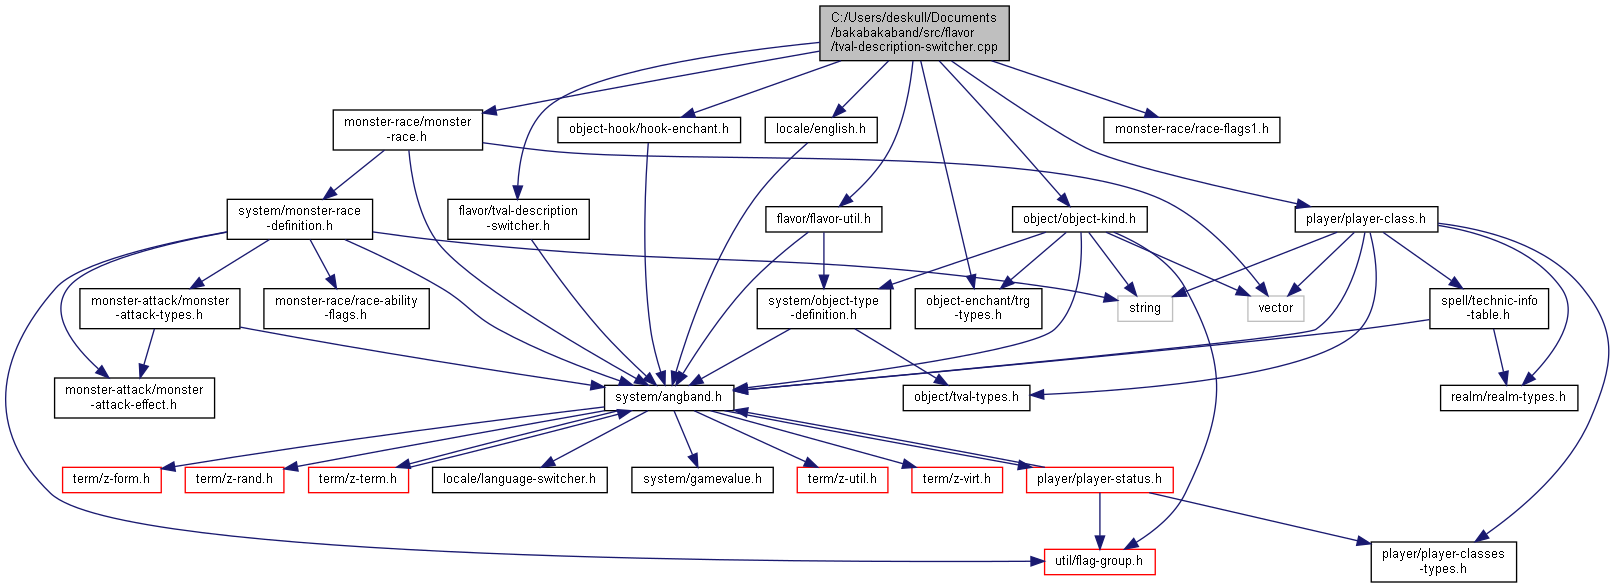 C:/Users/deskull/Documents
/bakabakaband/src/flavor
/tval-description-switcher.cpp
monster-race/monster
-race.h
object-hook/hook-enchant.h
locale/english.h
monster-race/race-flags1.h
system/monster-race
-definition.h
flavor/tval-description
-switcher.h
flavor/flavor-util.h
object/object-kind.h
player/player-class.h
monster-attack/monster
-attack-types.h
monster-race/race-ability
-flags.h
system/object-type
-definition.h
object-enchant/trg
-types.h
string
vector
spell/technic-info
-table.h
monster-attack/monster
-attack-effect.h
system/angband.h
object/tval-types.h
realm/realm-types.h
term/z-form.h
term/z-rand.h
term/z-term.h
locale/language-switcher.h
system/gamevalue.h
term/z-util.h
term/z-virt.h
player/player-status.h
util/flag-group.h
player/player-classes
-types.h